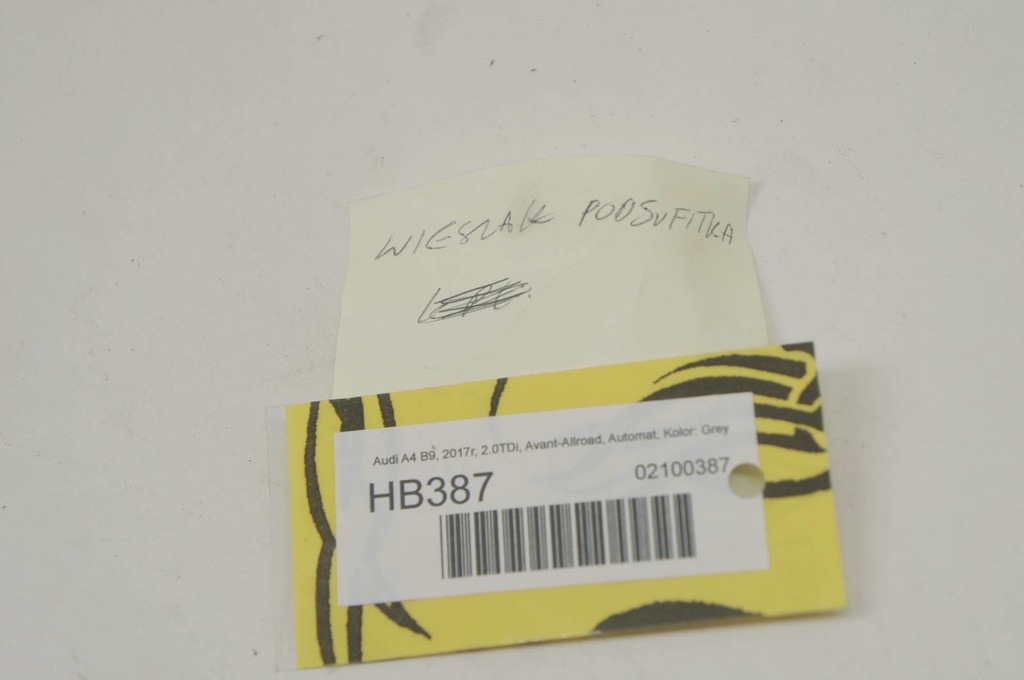 WIESZAK PODSUFITKA
Audi A4 B9, 2017r, 2.0TDi, Avant-Allroad, Automat, Kolor: Grey
02100387
HB387